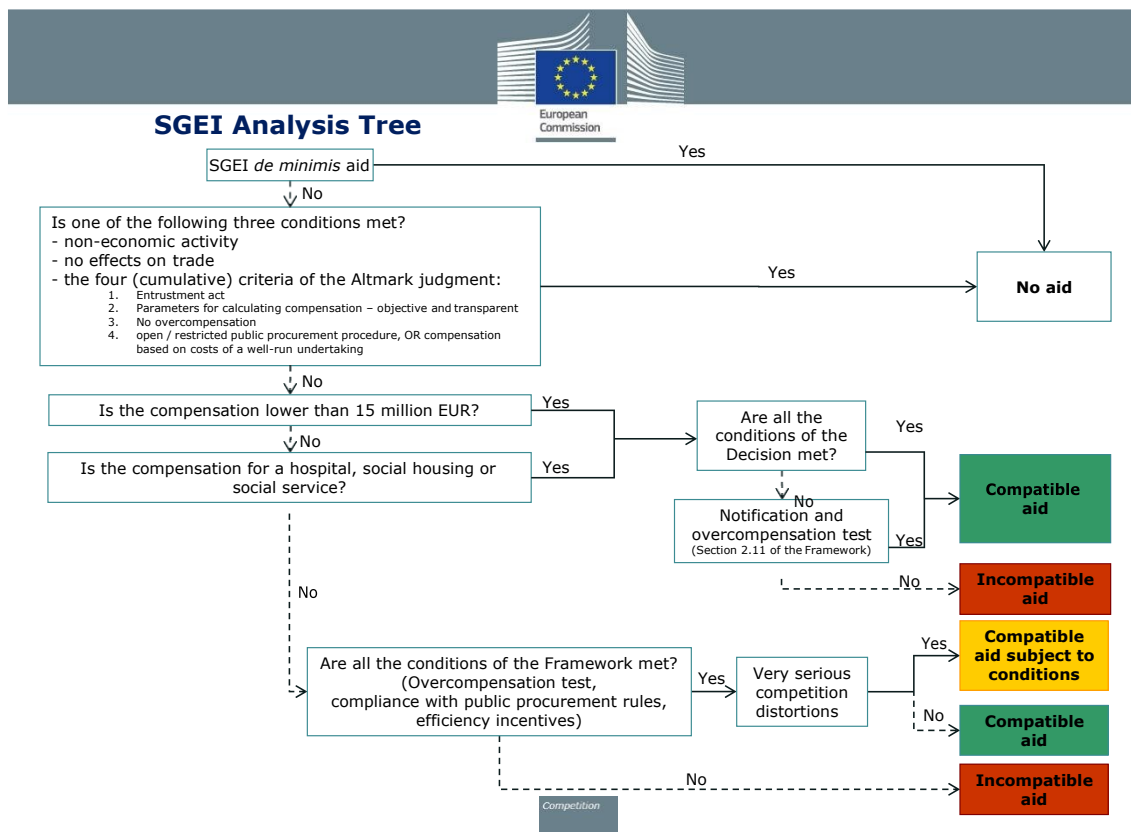 European
Commission
SGEI Analysis Tree
SGEI de minimis aid
Yes
No
Is one of the following three conditions met?
- non-economic activity
- no effects on trade
- the four (cumulative) criteria of the Altmark judgment:
1. Entrustment act
2. Parameters for calculating compensation – objective and transparent
3. No overcompensation
4. open / restricted public procurement procedure, OR compensation
based on costs of a well-run undertaking
Yes
No aid
No
Is the compensation lower than 15 million EUR?
Yes
No
Is the compensation for a hospital, social housing or
social service?
Yes
Are all the
conditions of the
Decision met?
Yes
No
Notification and
overcompensation test
(Section 2.11 of the Framework)
Yes
Compatible
aid
No
Incompatible
aid
No
Are all the conditions of the Framework met?
(Overcompensation test,
compliance with public procurement rules,
efficiency incentives)
Yes
Very serious
competition
distortions
Yes
Compatible
aid subject to
conditions
No
Compatible
aid
No
Incompatible
aid
Competition